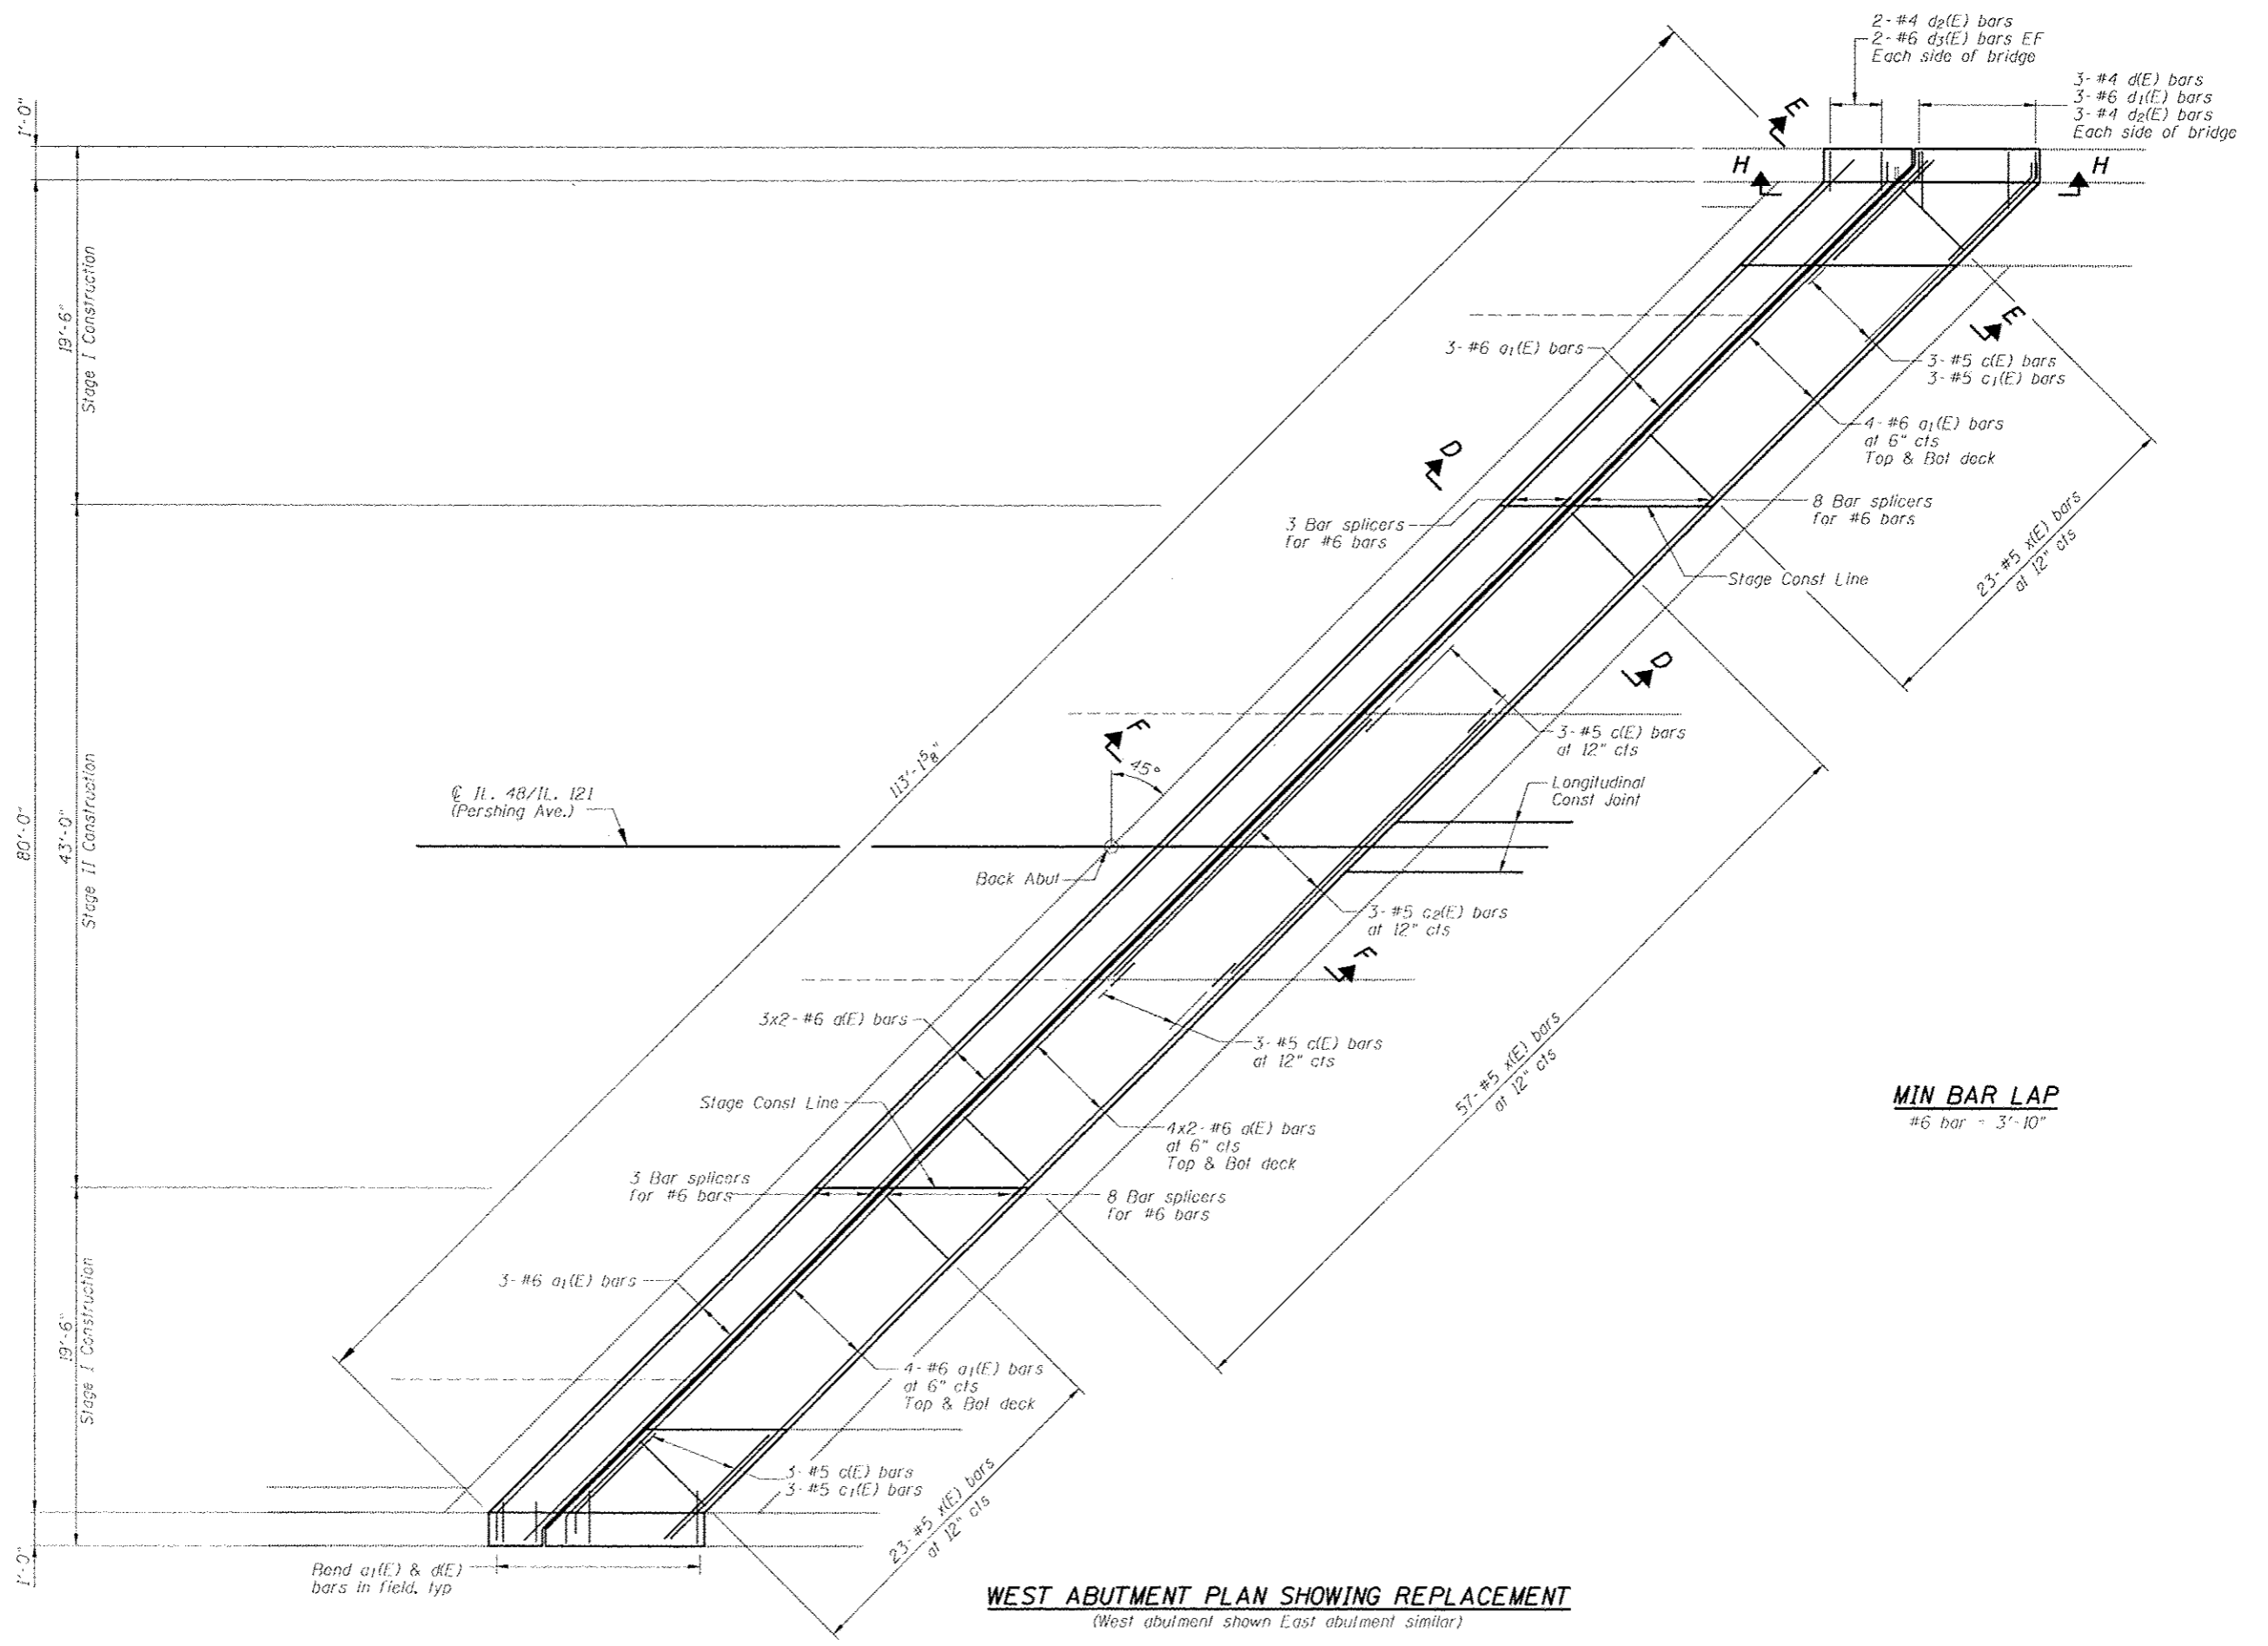 2-#4 d2(E) bars
2-#6 d3(E) bars EF
Each side of bridge
3-#4 d(E) bars
3-#6 d1(E) bars
3-#4 d2(E) bars
Each side of bridge
1'-0"
E
H
H
19'-6"
Stage I Construction
E
3-#6 a1(E) bars
3-#5 c(E) bars
3-#5 c1(E) bars
4-#6 a1(E) bars
at 6" cts
Top & Bot deck
D
3 Bar splicers
for #6 bars
8 Bar splicers
for #6 bars
23-#5 x(E) bars
at 12" cts
Stage Const Line
D
F
45°
113'-1 5/8"
3-#5 c(E) bars
at 12" cts
Longitudinal
Const Joint
℄ IL. 48/IL. 121
(Pershing Ave.)
80'-0"
43'-0"
Stage II Construction
Back Abut
3-#5 c2(E) bars
at 12" cts
F
3x2-#6 a(E) bars
3-#5 c(E) bars
at 12" cts
57-#5 x(E) bars
at 12" cts
MIN BAR LAP
#6 bar = 3'-10"
Stage Const Line
4x2-#6 a(E) bars
at 6" cts
Top & Bot deck
3 Bar splicers
for #6 bars
8 Bar splicers
for #6 bars
3-#6 a1(E) bars
19'-6"
Stage I Construction
4-#6 a1(E) bars
at 6" cts
Top & Bot deck
3-#5 c(E) bars
3-#5 c1(E) bars
23-#5 x(E) bars
at 12" cts
1'-0"
Bend a1(E) & d(E)
bars in field, typ
WEST ABUTMENT PLAN SHOWING REPLACEMENT
(West abutment shown East abutment similar)